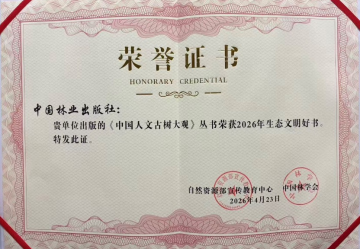 荣誉证书
HONORARY CREDENTIAL
中国林业出版社：
贵单位出版的《中国人文古树大观》丛书荣获2026年生态文明好书。
特发此证。
自然资源部宣传教育中心 中国林学会
2026年4月23日